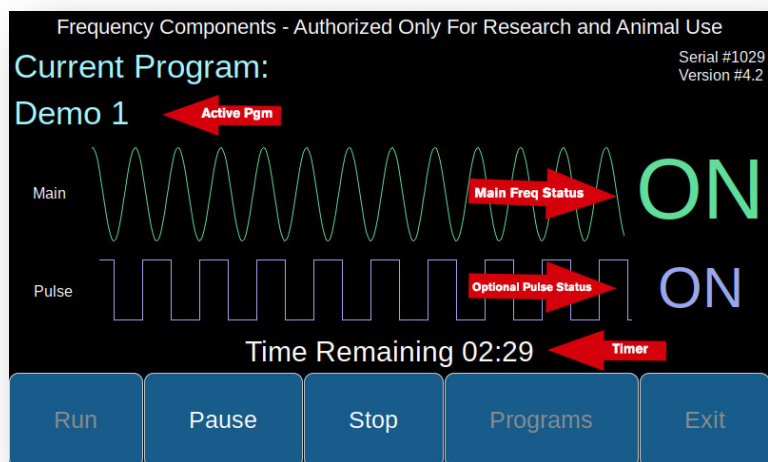 Frequency Components - Authorized Only For Research and Animal Use
Current Program:
Serial #1029
Version #4.2
Demo 1
Active Pgm
Main
Main Freq Status
ON
Pulse
Optional Pulse Status
ON
Time Remaining 02:29
Timer
Run
Pause
Stop
Programs
Exit